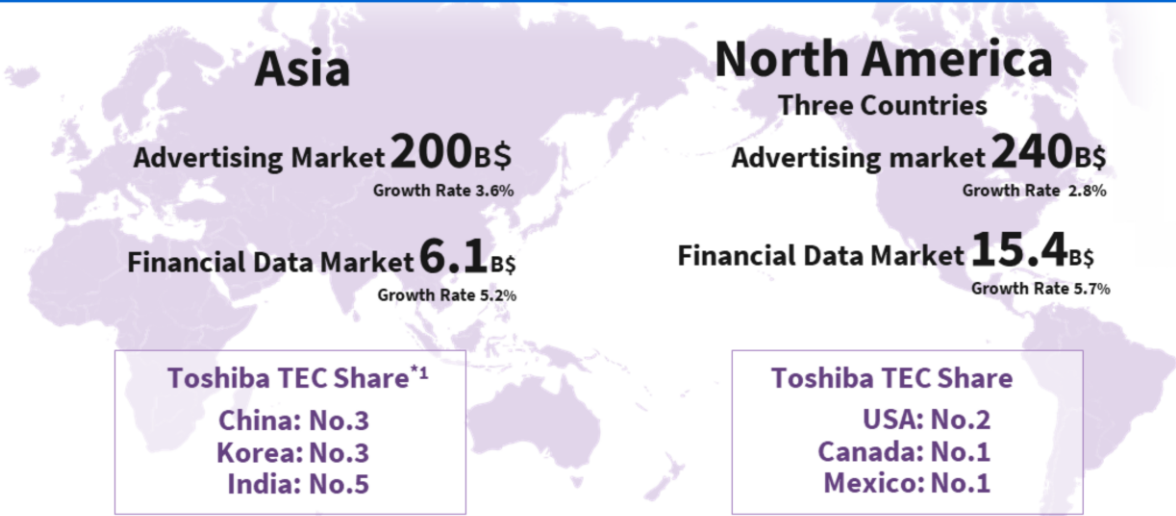 Asia
Advertising Market 200B$
Growth Rate 3.6%
Financial Data Market 6.1B$
Growth Rate 5.2%
Toshiba TEC Share*1
China: No.3
Korea: No.3
India: No.5
North America
Three Countries
Advertising market 240B$
Growth Rate 2.8%
Financial Data Market 15.4B$
Growth Rate 5.7%
Toshiba TEC Share
USA: No.2
Canada: No.1
Mexico: No.1